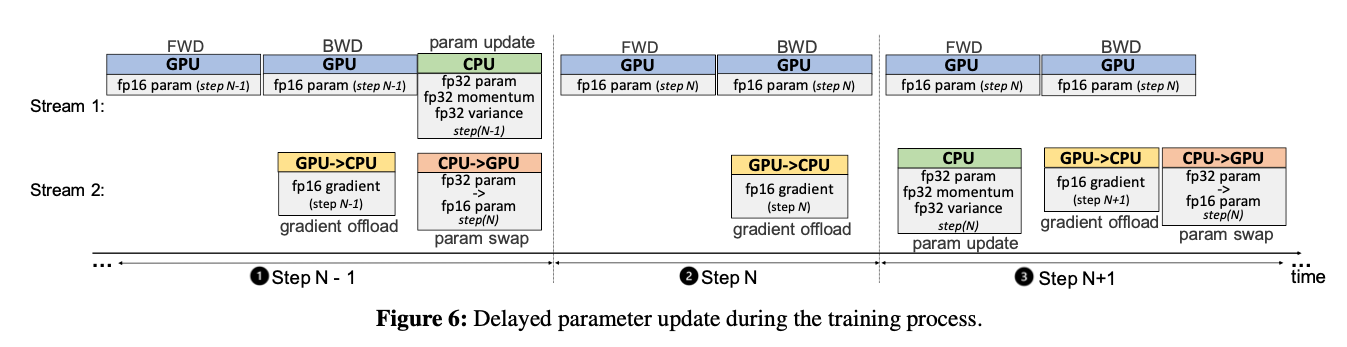 FWD BWD param update FWD BWD FWD BWD
GPU GPU CPU GPU GPU GPU GPU
fp16 param (step N-1) fp16 param (step N-1) fp32 param fp16 param (step N) fp16 param (step N) fp16 param (step N) fp16 param (step N)
Stream 1: fp32 momentum
fp32 variance
step(N-1)
GPU->CPU CPU->GPU GPU->CPU CPU GPU->CPU CPU->GPU
Stream 2: fp16 gradient fp32 param fp16 gradient fp32 param fp16 gradient fp32 param
(step N-1) -> (step N) fp32 momentum (step N+1) ->
fp16 param fp32 variance fp16 param
step(N) step(N) step(N)
gradient offload param swap gradient offload param update gradient offload param swap
... ...
1 Step N - 1 2 Step N 3 Step N+1 time
Figure 6: Delayed parameter update during the training process.